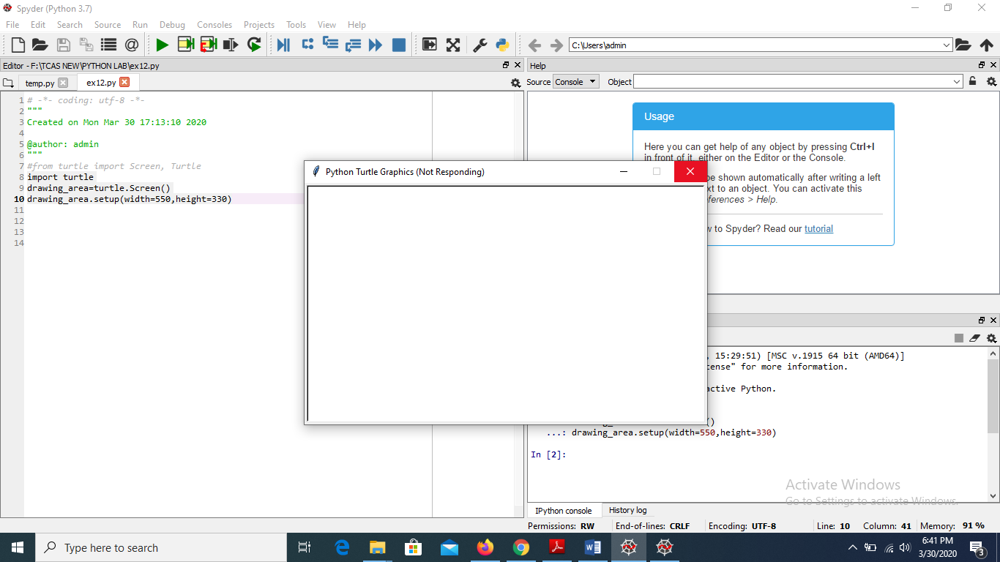 Spyder (Python 3.7)
File Edit Search Source Run Debug Consoles Projects Tools View Help
C:\Users\admin
Editor - F:\TCAS NEW\PYTHON LAB\ex12.py
temp.py ex12.py
1 # -*- coding: utf-8 -*-
2 """
3 Created on Mon Mar 30 17:13:10 2020
4
5 @author: admin
6 """
7 #from turtle import Screen, Turtle
8 import turtle
9 drawing_area=turtle.Screen()
10 drawing_area.setup(width=550,height=330)
11
12
13
14
Python Turtle Graphics (Not Responding)
Help
Source Console Object
Usage
Here you can get help of any object by pressing Ctrl+I
in front of it, either on the Editor or the Console.
be shown automatically after writing a left
xt to an object. You can activate this
ferences > Help.
to Spyder? Read our tutorial
, 15:29:51) [MSC v.1915 64 bit (AMD64)]
cense" for more information.
active Python.
()
...: drawing_area.setup(width=550,height=330)
In [2]:
Activate Windows
Go to Settings to activate Windows.
IPython console History log
Permissions: RW End-of-lines: CRLF Encoding: UTF-8 Line: 10 Column: 41 Memory: 91 %
Type here to search
6:41 PM
3/30/2020
3